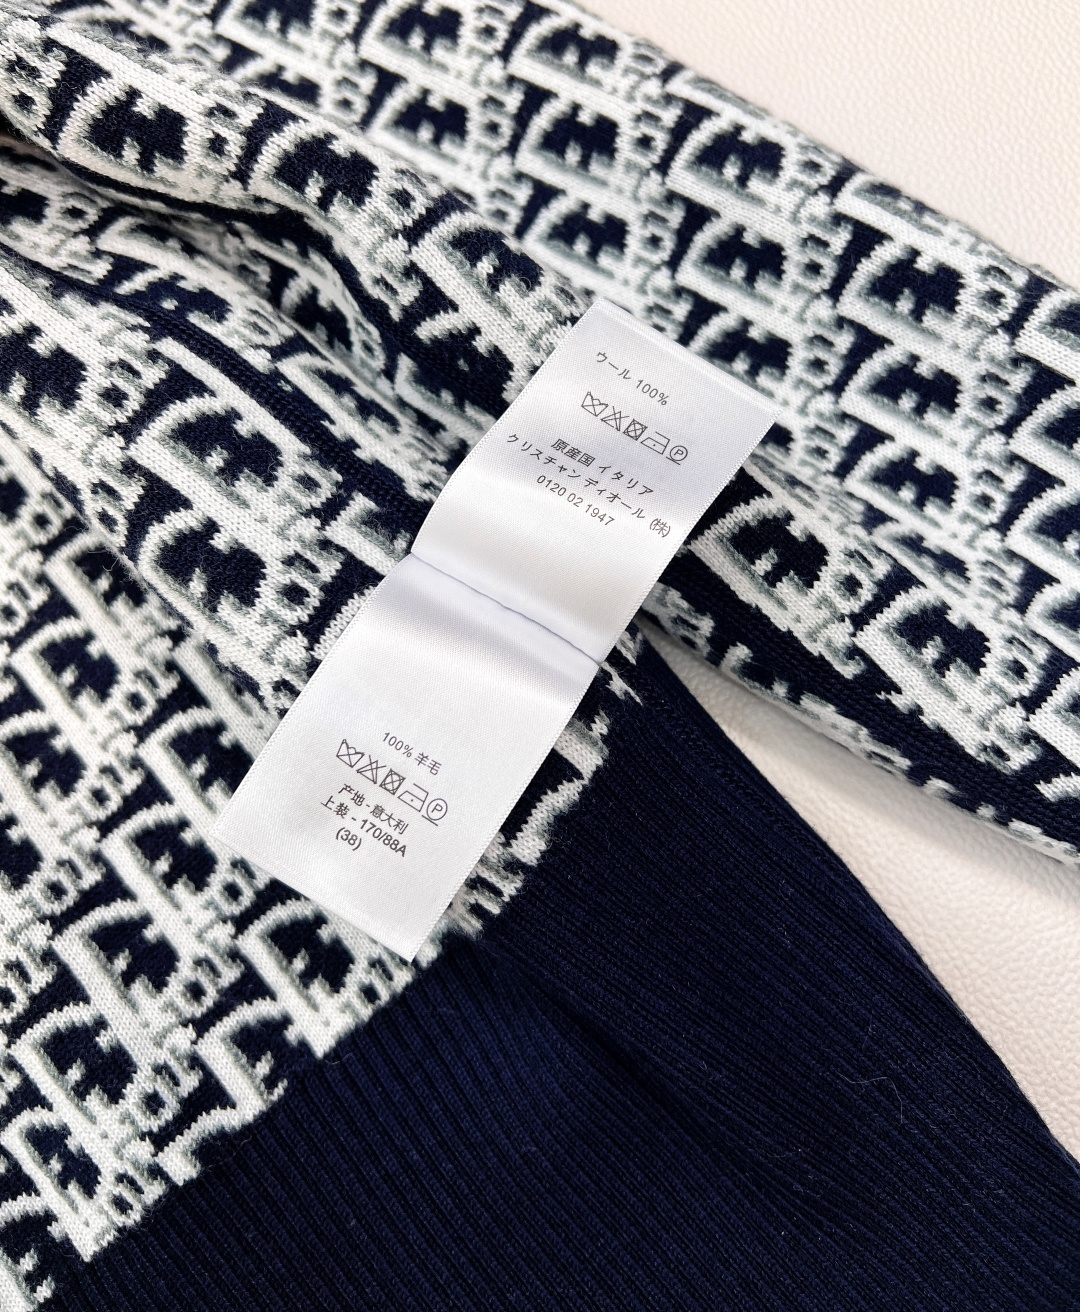 ウール 100%
P
原産国 イタリア
クリスチャン ディオール (株)
0120 02 1947
100% 羊毛
P
产地 - 意大利
上装 - 170/88A
(38)